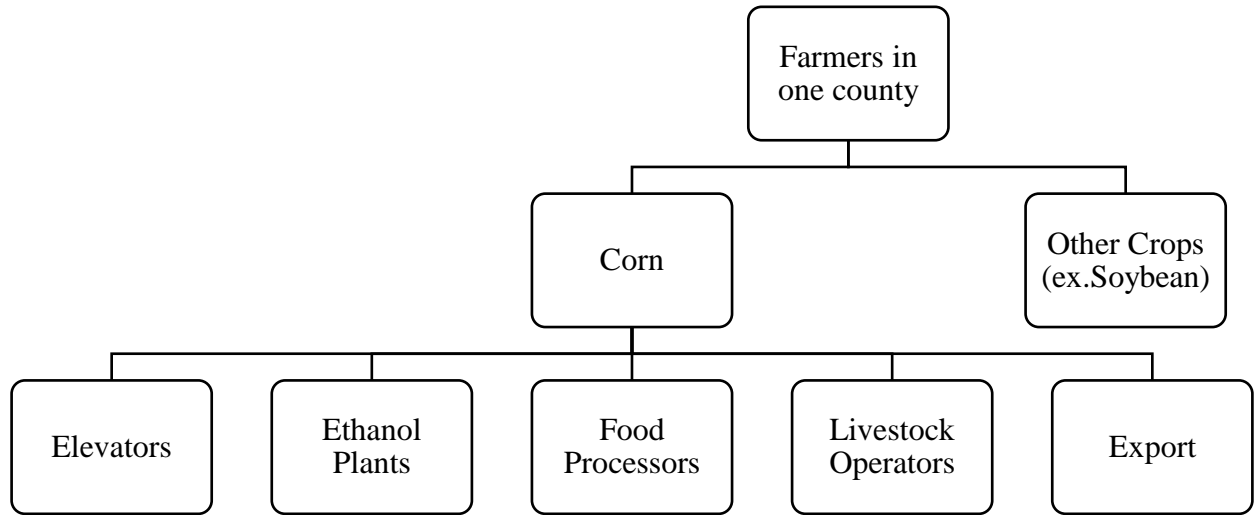 Farmers in
one county
Corn
Other Crops
(ex.Soybean)
Elevators
Ethanol
Plants
Food
Processors
Livestock
Operators
Export